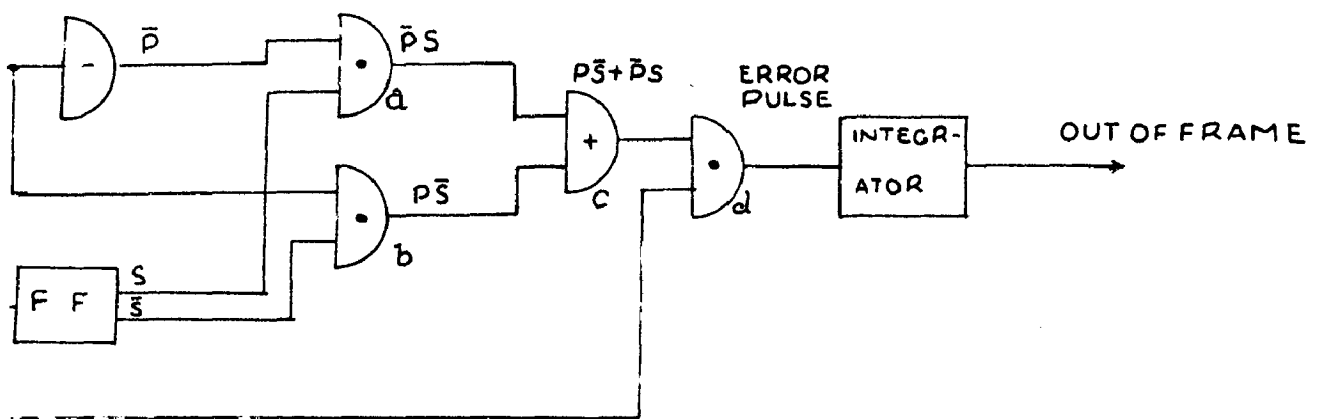 P̄
-
•
P̄S
a
PS̄+P̄S
ERROR
PULSE
INTEGR-
ATOR
OUT OF FRAME
+
c
•
d
•
PS̄
b
F F
S
S̄